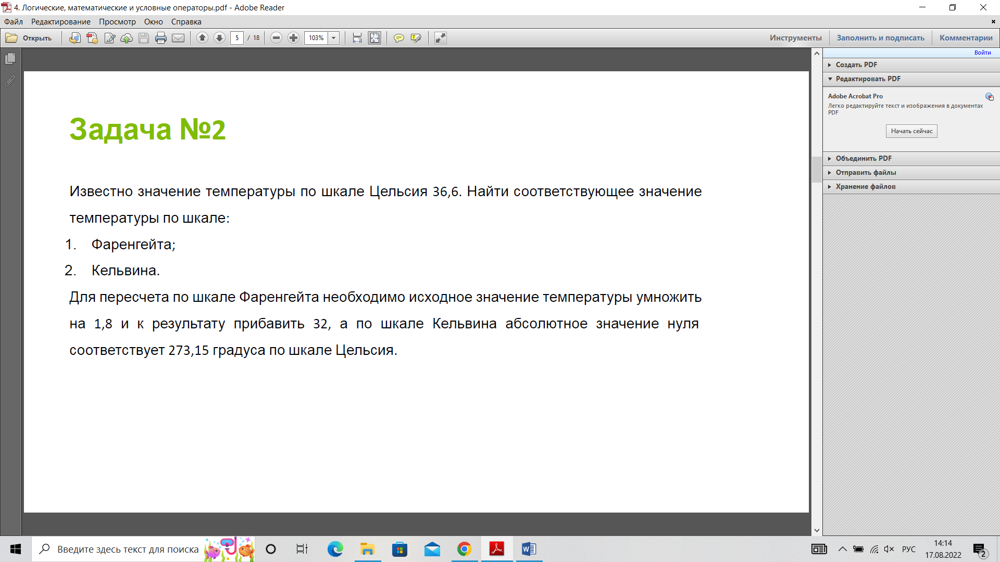 4. Логические, математические и условные операторы.pdf - Adobe Reader
Файл Редактирование Просмотр Окно Справка
Открыть 5 / 18 103% Инструменты Заполнить и подписать Комментарии
Войти
Создать PDF
Редактировать PDF
Adobe Acrobat Pro
Легко редактируйте текст и изображения в документах
PDF
Начать сейчас
Объединить PDF
Отправить файлы
Хранение файлов
Задача №2
Известно значение температуры по шкале Цельсия 36,6. Найти соответствующее значение
температуры по шкале:
1. Фаренгейта;
2. Кельвина.
Для пересчета по шкале Фаренгейта необходимо исходное значение температуры умножить
на 1,8 и к результату прибавить 32, а по шкале Кельвина абсолютное значение нуля
соответствует 273,15 градуса по шкале Цельсия.
Введите здесь текст для поиска
РУС
14:14
17.08.2022
2